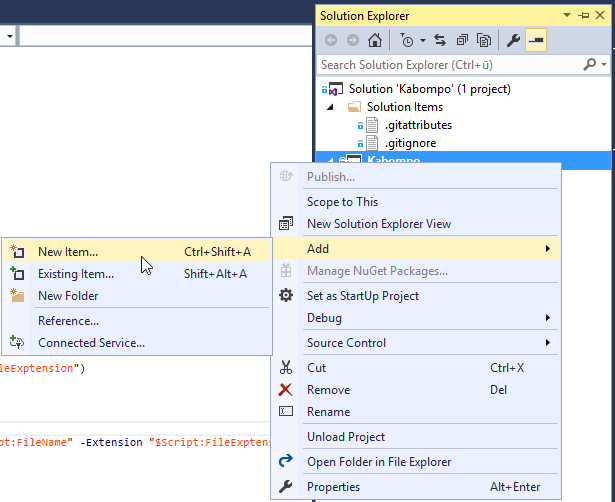 Solution Explorer
Search Solution Explorer (Ctrl+ü)
Solution 'Kabompo' (1 project)
Solution Items
.gitattributes
.gitignore
Kabompo
Publish...
Scope to This
New Solution Explorer View
Add
Manage NuGet Packages...
Set as StartUp Project
Debug
Source Control
Cut Ctrl+X
Remove Del
Rename
Unload Project
Open Folder in File Explorer
Properties Alt+Enter
New Item... Ctrl+Shift+A
Existing Item... Shift+Alt+A
New Folder
Reference...
Connected Service...
leExptension")
pt:FileName" -Extension "$Script:FileExptens